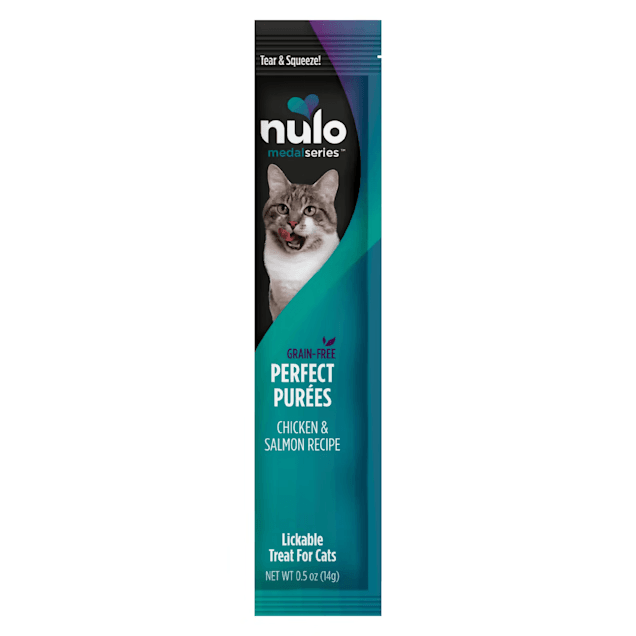 Tear & Squeeze!
nulo
medalseries™
GRAIN-FREE
PERFECT
PURÉES
CHICKEN &
SALMON RECIPE
Lickable
Treat For Cats
NET WT 0.5 oz (14g)